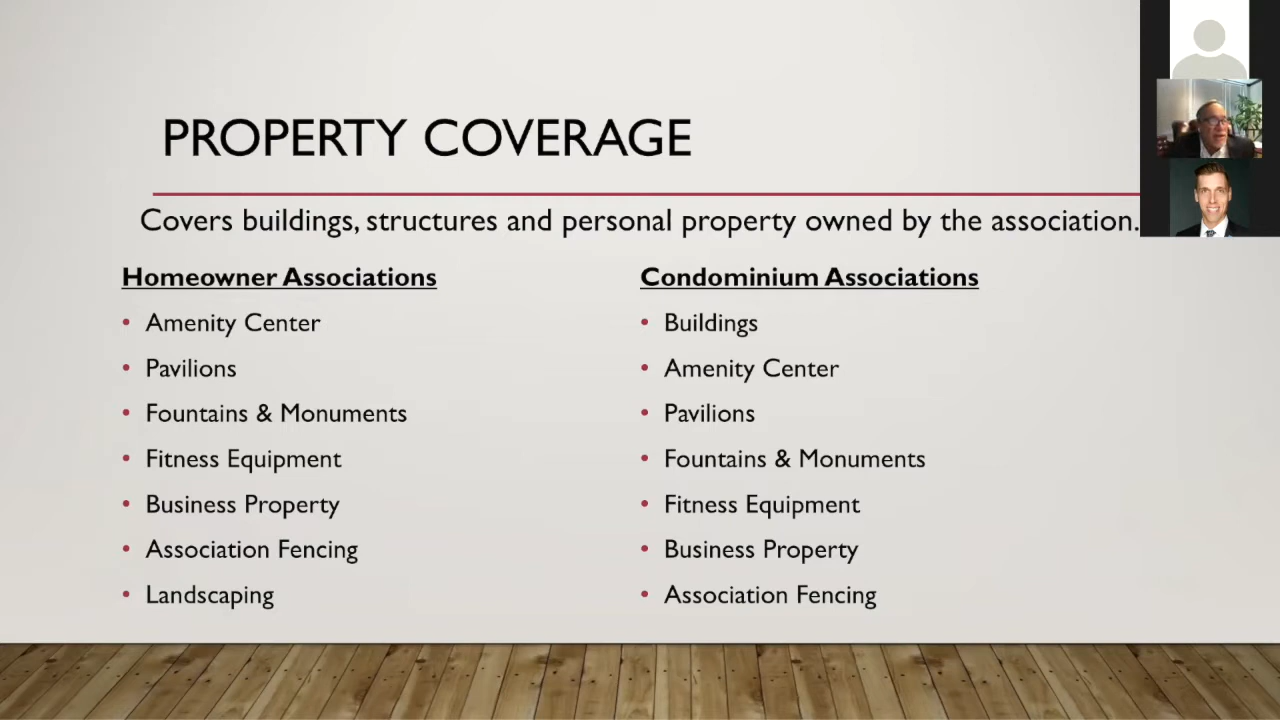 PROPERTY COVERAGE
Covers buildings, structures and personal property owned by the association.
Homeowner Associations
• Amenity Center
• Pavilions
• Fountains & Monuments
• Fitness Equipment
• Business Property
• Association Fencing
• Landscaping
Condominium Associations
• Buildings
• Amenity Center
• Pavilions
• Fountains & Monuments
• Fitness Equipment
• Business Property
• Association Fencing